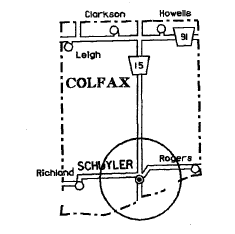 Clarkson Howells
Leigh
91
15
COLFAX
SCHUYLER
Rogers
Richland